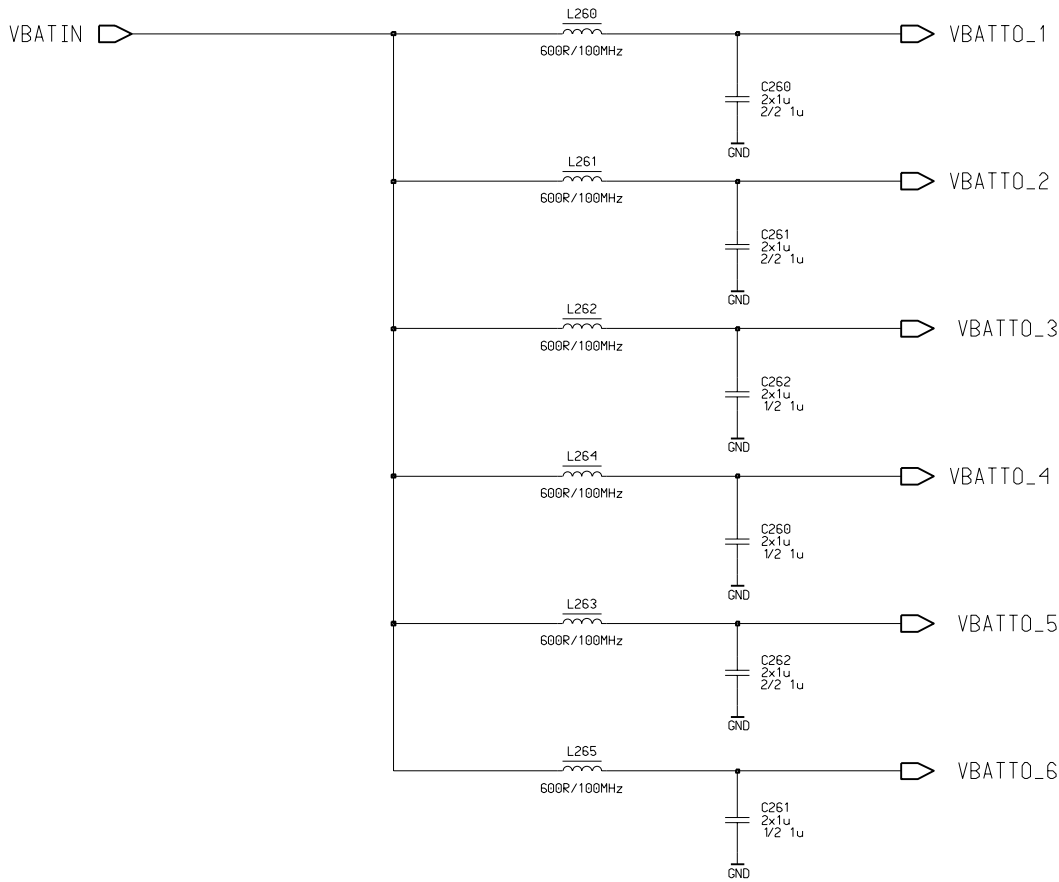 L260
VBATIN
VBATTO_1
600R/100MHz
C260
2x1u
2/2 1u
GND
L261
VBATTO_2
600R/100MHz
C261
2x1u
2/2 1u
GND
L262
VBATTO_3
600R/100MHz
C262
2x1u
1/2 1u
GND
L264
VBATTO_4
600R/100MHz
C260
2x1u
1/2 1u
GND
L263
VBATTO_5
600R/100MHz
C262
2x1u
2/2 1u
GND
L265
VBATTO_6
600R/100MHz
C261
2x1u
1/2 1u
GND